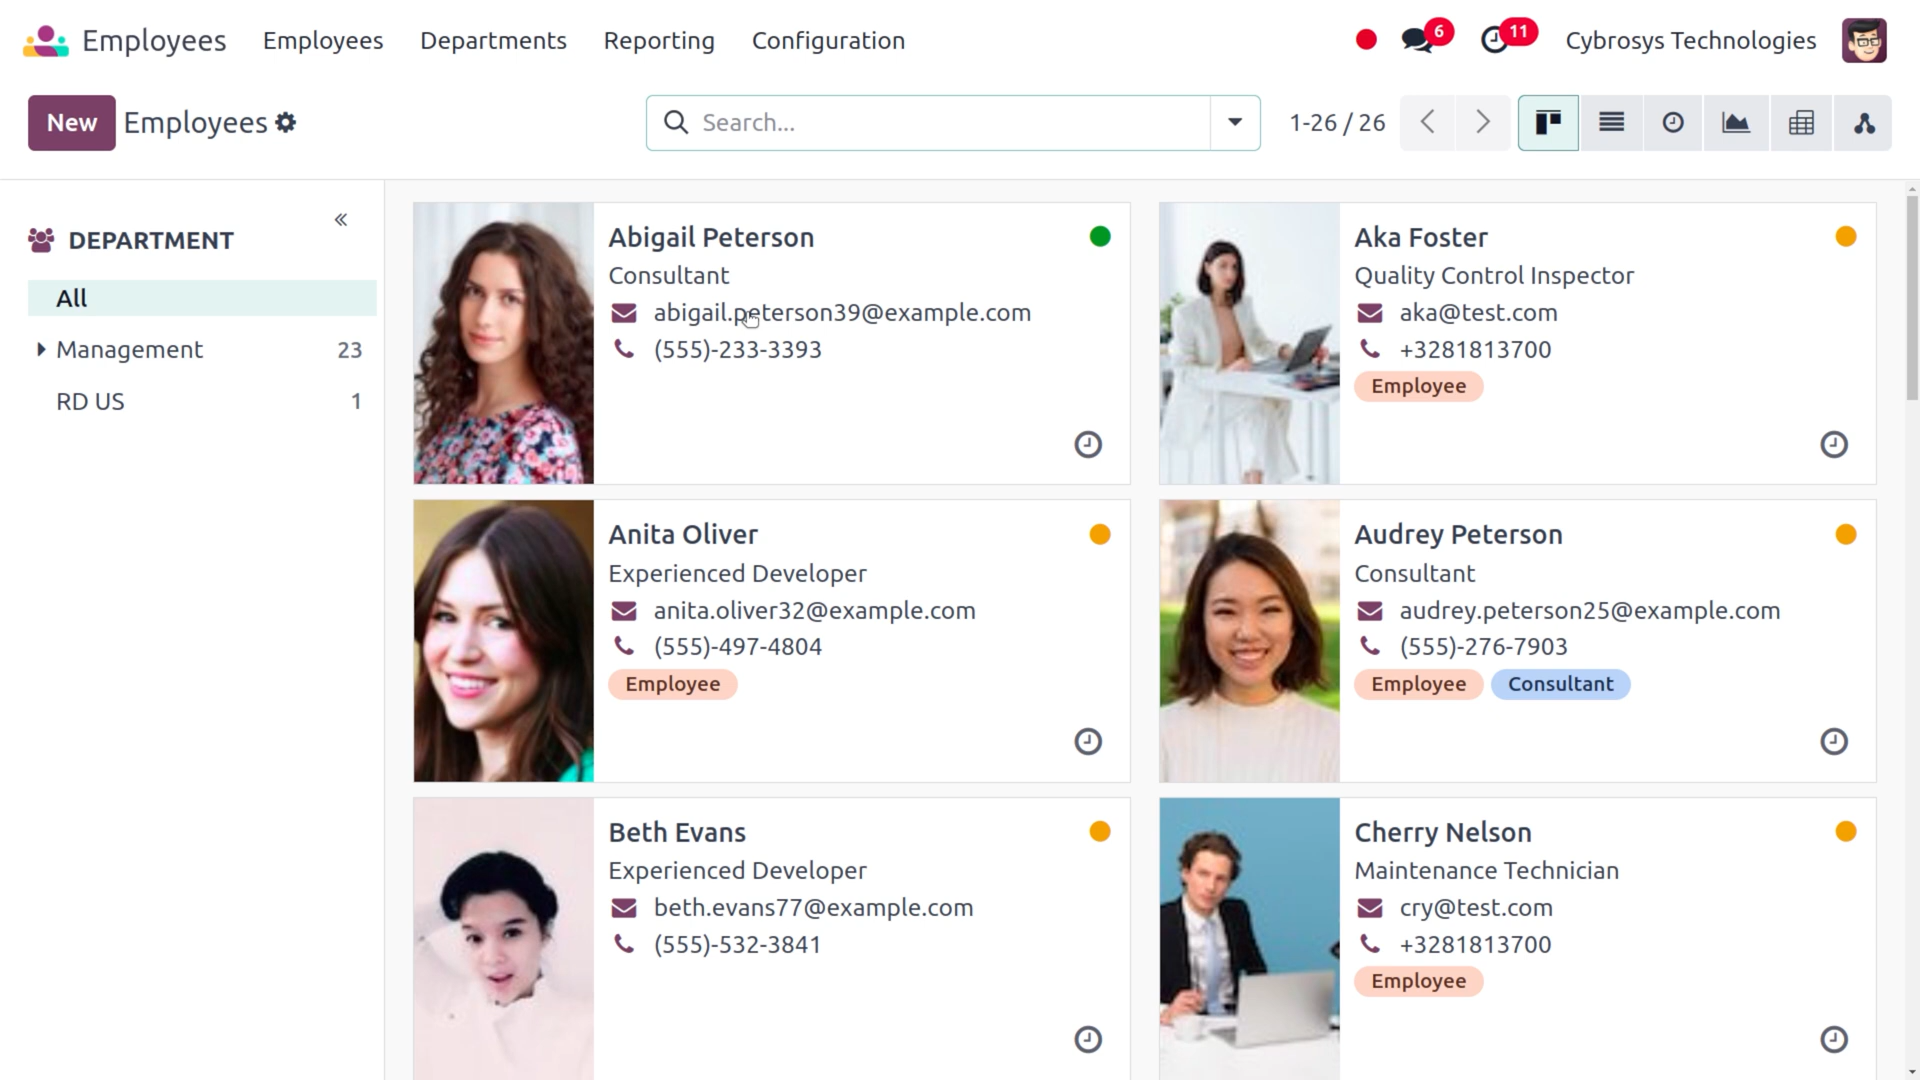 Employees
Employees Departments Reporting Configuration
6
11
Cybrosys Technologies
New Employees
Search...
1-26 / 26
DEPARTMENT
All
Management 23
RD US 1
Abigail Peterson
Consultant
abigail.peterson39@example.com
(555)-233-3393
Aka Foster
Quality Control Inspector
aka@test.com
+3281813700
Employee
Anita Oliver
Experienced Developer
anita.oliver32@example.com
(555)-497-4804
Employee
Audrey Peterson
Consultant
audrey.peterson25@example.com
(555)-276-7903
Employee Consultant
Beth Evans
Experienced Developer
beth.evans77@example.com
(555)-532-3841
Cherry Nelson
Maintenance Technician
cry@test.com
+3281813700
Employee